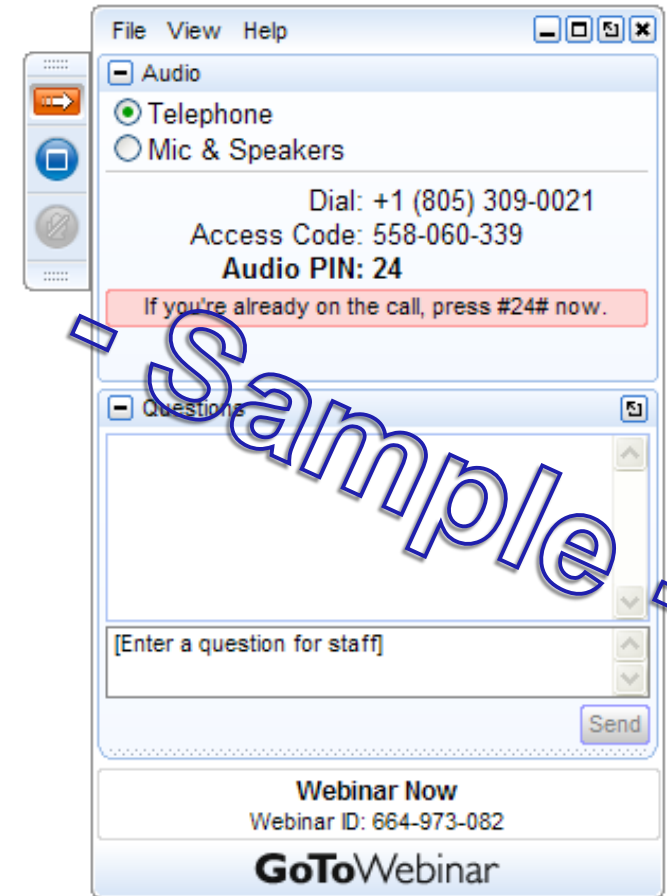 File View Help
Audio
Telephone
Mic & Speakers
Dial: +1 (805) 309-0021
Access Code: 558-060-339
Audio PIN: 24
If you're already on the call, press #24# now.
- Sample -
Questions
[Enter a question for staff]
Send
Webinar Now
Webinar ID: 664-973-082
GoToWebinar